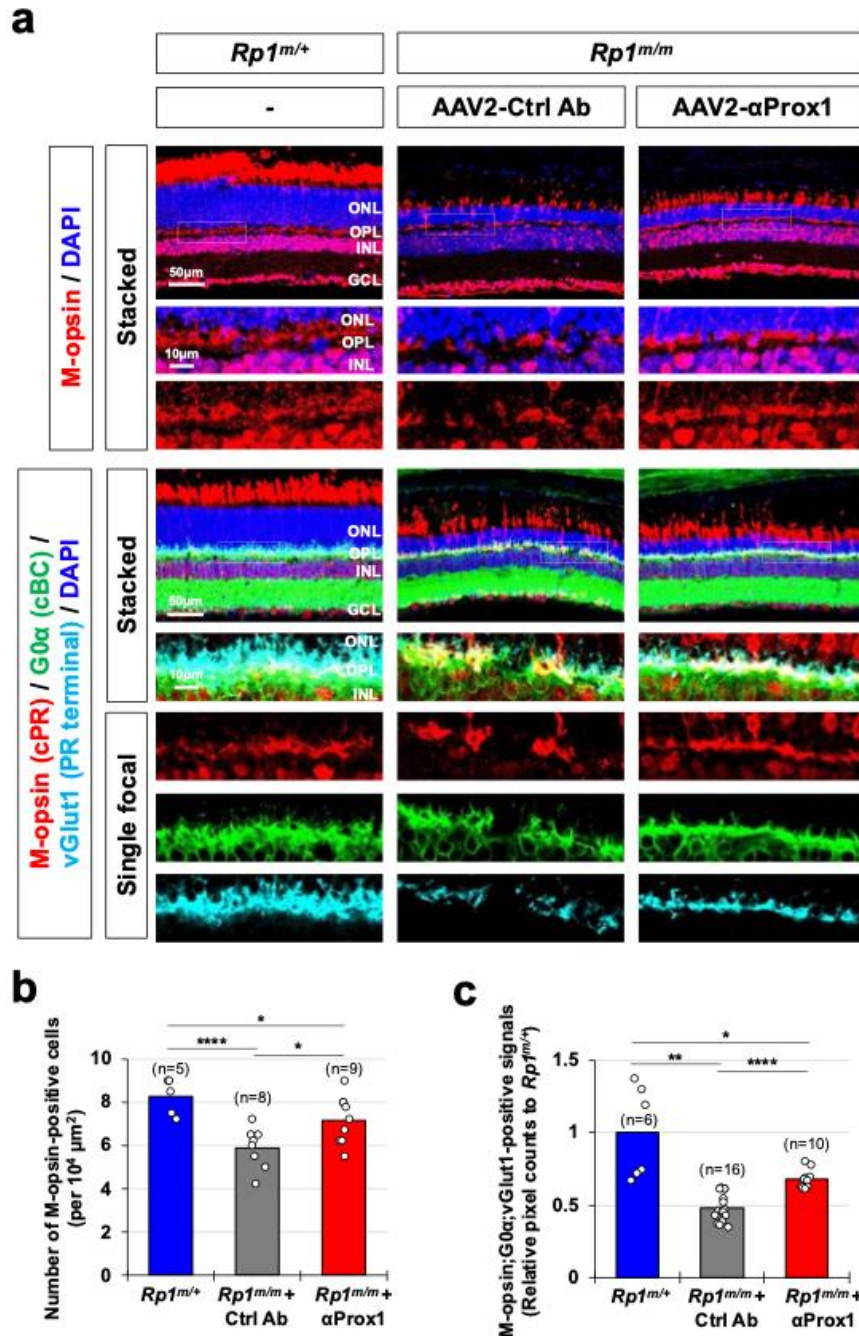 a
Rp1m/+
Rp1m/m
-
AAV2-Ctrl Ab
AAV2-αProx1
M-opsin / DAPI
Stacked
ONL
OPL
INL
GCL
50μm
ONL
OPL
INL
10μm
M-opsin (cPR) / G0α (cBC) /
vGlut1 (PR terminal) / DAPI
Stacked
ONL
OPL
INL
GCL
50μm
ONL
OPL
INL
10μm
Single focal
b
Number of M-opsin-positive cells
(per 10⁴ μm²)
10
8
6
4
2
0
*
****
*
(n=5)
(n=8)
(n=9)
Rp1m/+
Rp1m/m +
Ctrl Ab
Rp1m/m +
αProx1
c
M-opsin;G0α;vGlut1-positive signals
(Relative pixel counts to Rp1m/+)
1.5
1
0.5
0
*
**
****
(n=6)
(n=16)
(n=10)
Rp1m/+
Rp1m/m +
Ctrl Ab
Rp1m/m +
αProx1